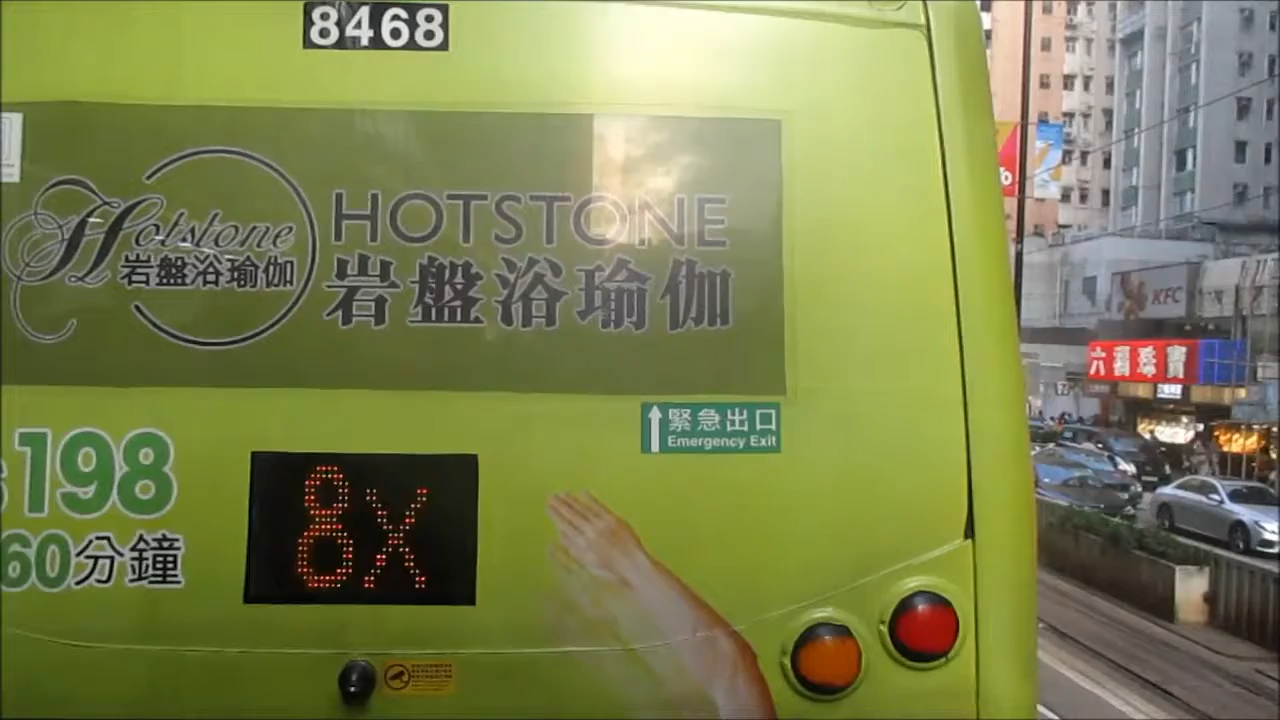 8468
Hotstone
岩盤浴瑜伽
HOTSTONE
岩盤浴瑜伽
緊急出口
Emergency Exit
198
60分鐘
8X
KFC
六福珠寶